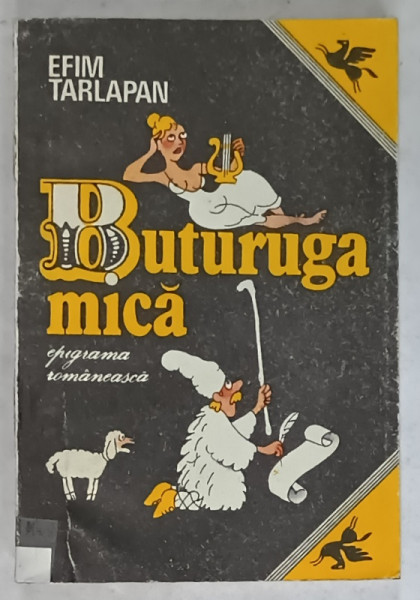 EFIM
TARLAPAN
Buturuga
mică
epigrama
românească